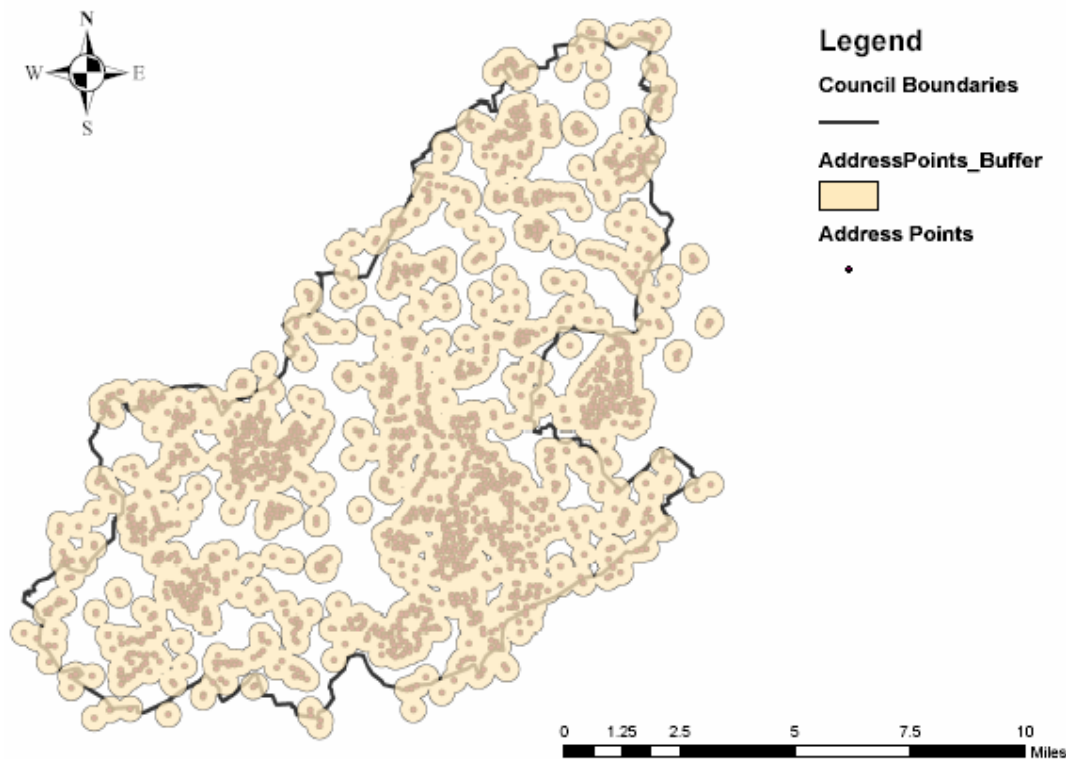 N
W E
S
Legend
Council Boundaries
AddressPoints_Buffer
Address Points
0 1.25 2.5 5 7.5 10
Miles